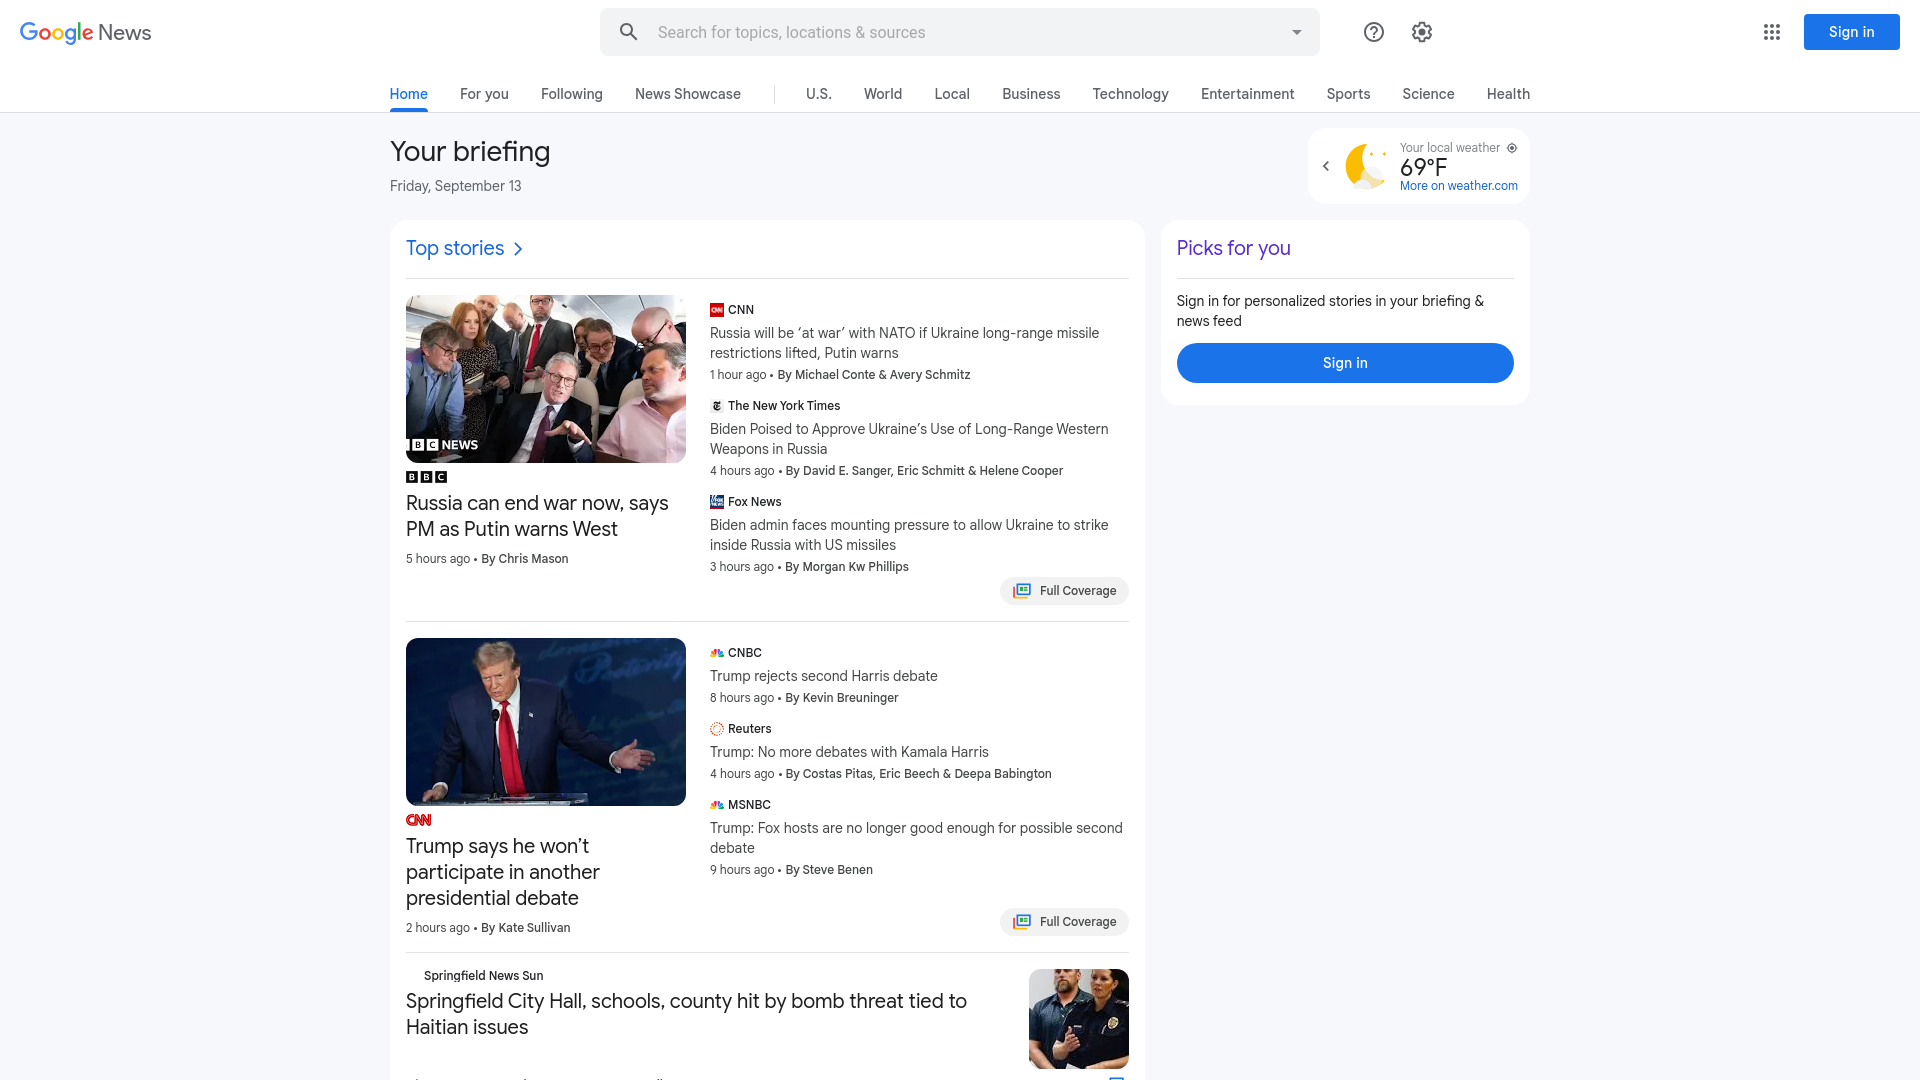 Google News
Search for topics, locations & sources
Sign in
Home
For you
Following
News Showcase
U.S.
World
Local
Business
Technology
Entertainment
Sports
Science
Health
Your briefing
Friday, September 13
Your local weather
69°F
More on weather.com
Top stories
BBC NEWS
BBC
Russia can end war now, says
PM as Putin warns West
5 hours ago • By Chris Mason
CNN
Russia will be ‘at war’ with NATO if Ukraine long-range missile
restrictions lifted, Putin warns
1 hour ago • By Michael Conte & Avery Schmitz
The New York Times
Biden Poised to Approve Ukraine’s Use of Long-Range Western
Weapons in Russia
4 hours ago • By David E. Sanger, Eric Schmitt & Helene Cooper
Fox News
Biden admin faces mounting pressure to allow Ukraine to strike
inside Russia with US missiles
3 hours ago • By Morgan Kw Phillips
Full Coverage
CNN
Trump says he won’t
participate in another
presidential debate
2 hours ago • By Kate Sullivan
CNBC
Trump rejects second Harris debate
8 hours ago • By Kevin Breuninger
Reuters
Trump: No more debates with Kamala Harris
4 hours ago • By Costas Pitas, Eric Beech & Deepa Babington
MSNBC
Trump: Fox hosts are no longer good enough for possible second
debate
9 hours ago • By Steve Benen
Full Coverage
Springfield News Sun
Springfield City Hall, schools, county hit by bomb threat tied to
Haitian issues
Picks for you
Sign in for personalized stories in your briefing &
news feed
Sign in